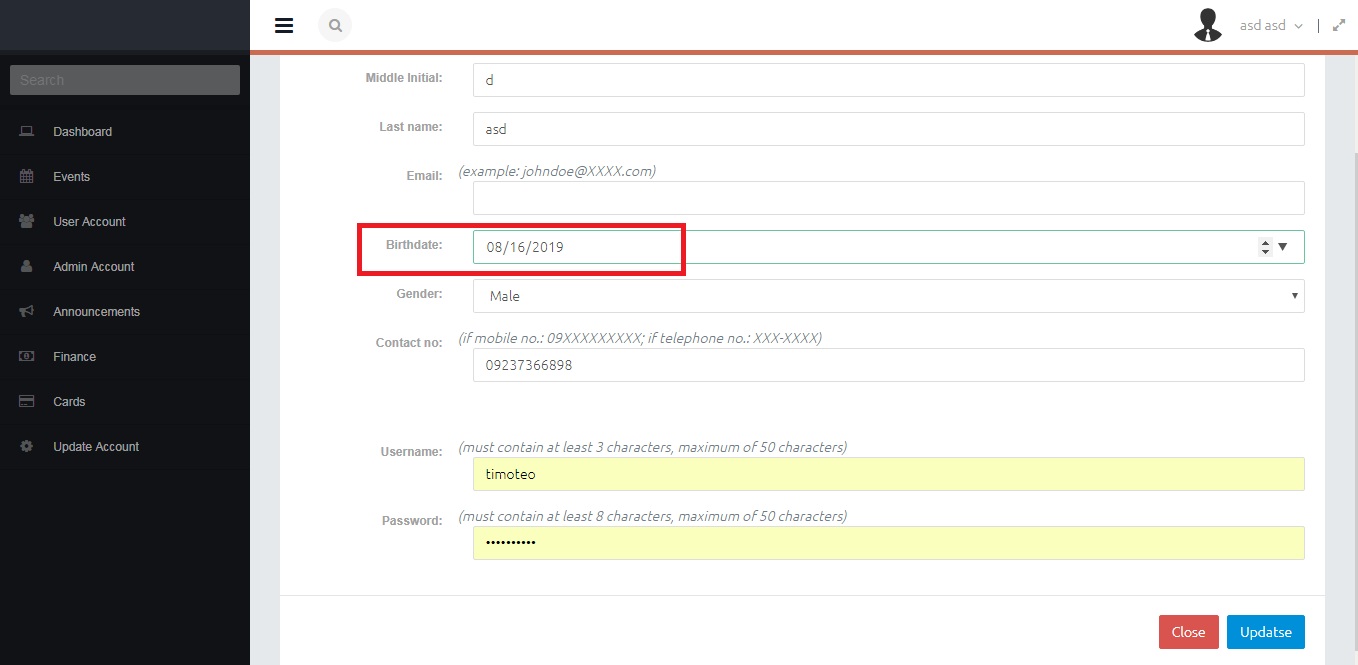 asd asd
Search
Dashboard
Events
User Account
Admin Account
Announcements
Finance
Cards
Update Account
Middle Initial: d
Last name: asd
Email: (example: johndoe@XXXX.com)
Birthdate: 08/16/2019
Gender: Male
Contact no: (if mobile no.: 09XXXXXXXXX; if telephone no.: XXX-XXXX)
09237366898
Username: (must contain at least 3 characters, maximum of 50 characters)
timoteo
Password: (must contain at least 8 characters, maximum of 50 characters)
••••••••••
Close Updatse